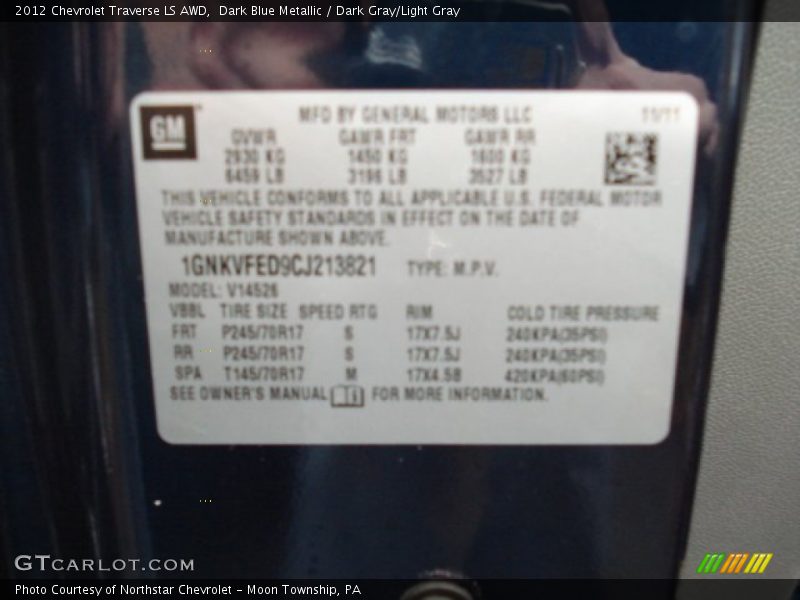 2012 Chevrolet Traverse LS AWD,  Dark Blue Metallic / Dark Gray/Light Gray
GM
MFD BY GENERAL MOTORS LLC 11/11
GVWR GAWR FRT GAWR RR
2930 KG 1450 KG 1600 KG
6459 LB 3196 LB 3527 LB
THIS VEHICLE CONFORMS TO ALL APPLICABLE U.S. FEDERAL MOTOR
VEHICLE SAFETY STANDARDS IN EFFECT ON THE DATE OF
MANUFACTURE SHOWN ABOVE.
1GNKVFED9CJ213821 TYPE: M.P.V.
MODEL: V14526
VBBL TIRE SIZE SPEED RTG RIM COLD TIRE PRESSURE
FRT P245/70R17 S 17X7.5J 240KPA(35PSI)
RR P245/70R17 S 17X7.5J 240KPA(35PSI)
SPA T145/70R17 M 17X4.5B 420KPA(60PSI)
SEE OWNER'S MANUAL FOR MORE INFORMATION.
GTCARLOT.COM
Photo Courtesy of Northstar Chevrolet - Moon Township, PA